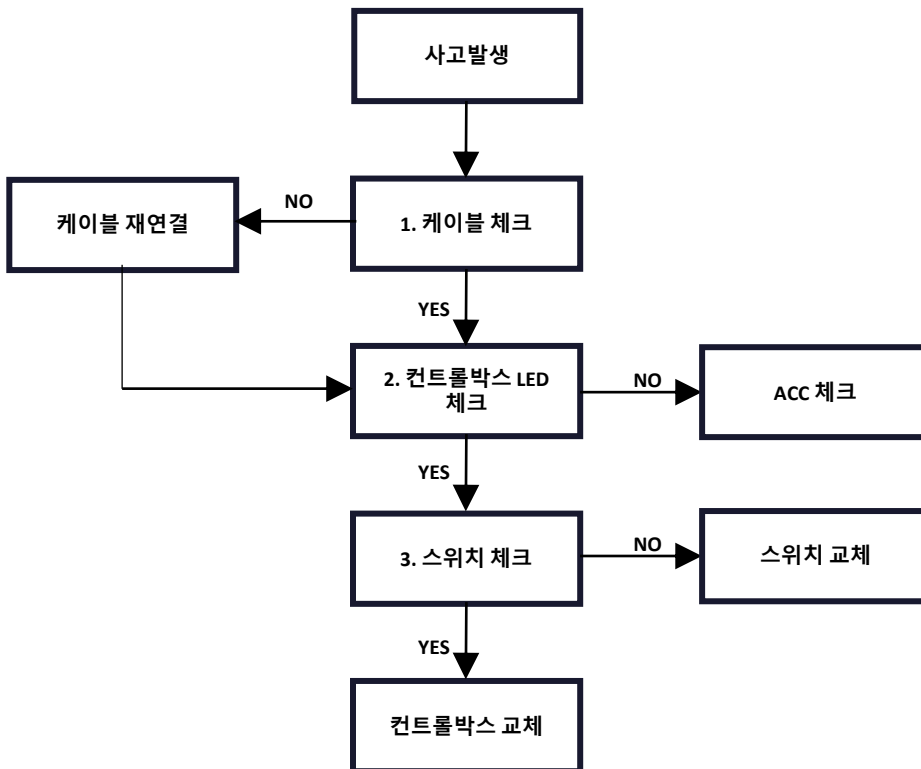 사고발생
NO
케이블 재연결
1. 케이블 체크
YES
2. 컨트롤박스 LED
체크
NO
ACC 체크
YES
3. 스위치 체크
NO
스위치 교체
YES
컨트롤박스 교체